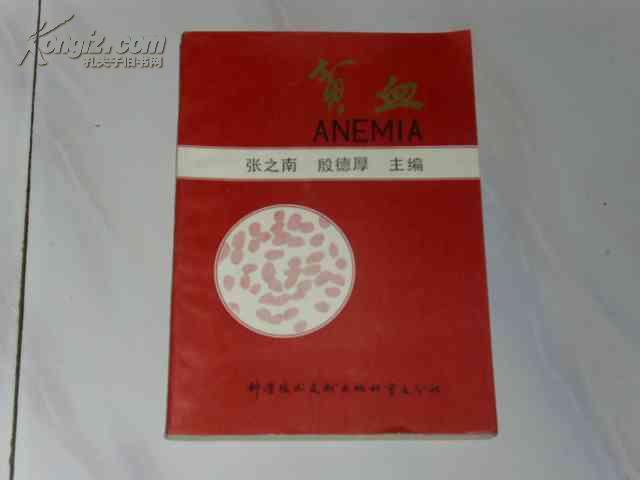 Kongfz.com
孔夫子旧书网
贫血
ANEMIA
张之南 殷德厚 主编
科学技术文献出版社重庆分社